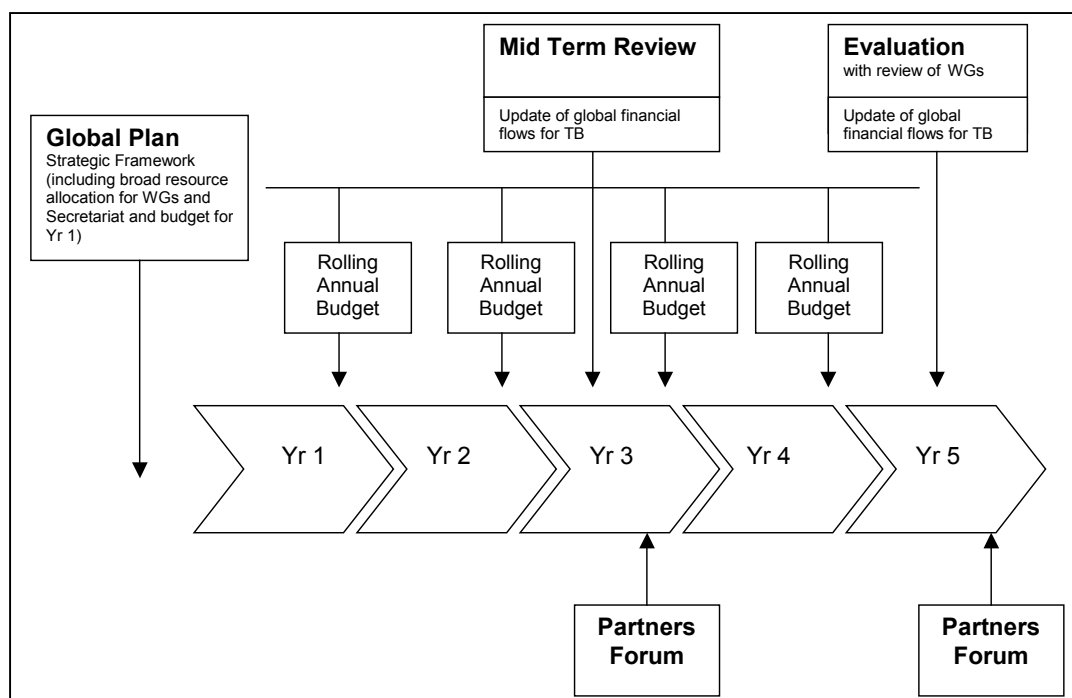 Mid Term Review
Update of global financial
flows for TB
Evaluation
with review of WGs
Update of global
financial flows for TB
Global Plan
Strategic Framework
(including broad resource
allocation for WGs and
Secretariat and budget for
Yr 1)
Rolling
Annual
Budget
Rolling
Annual
Budget
Rolling
Annual
Budget
Rolling
Annual
Budget
Yr 1
Yr 2
Yr 3
Yr 4
Yr 5
Partners
Forum
Partners
Forum